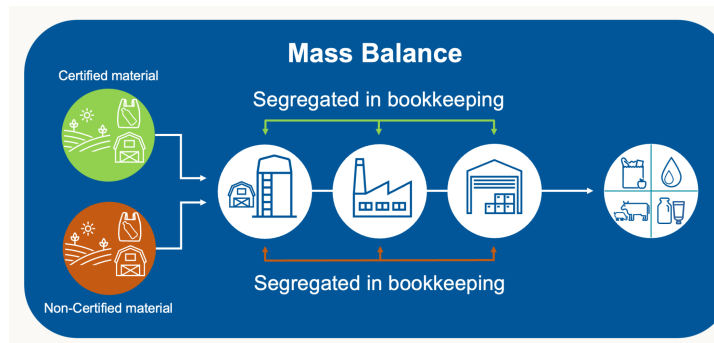 Mass Balance
Certified material
Segregated in bookkeeping
Segregated in bookkeeping
Non-Certified material